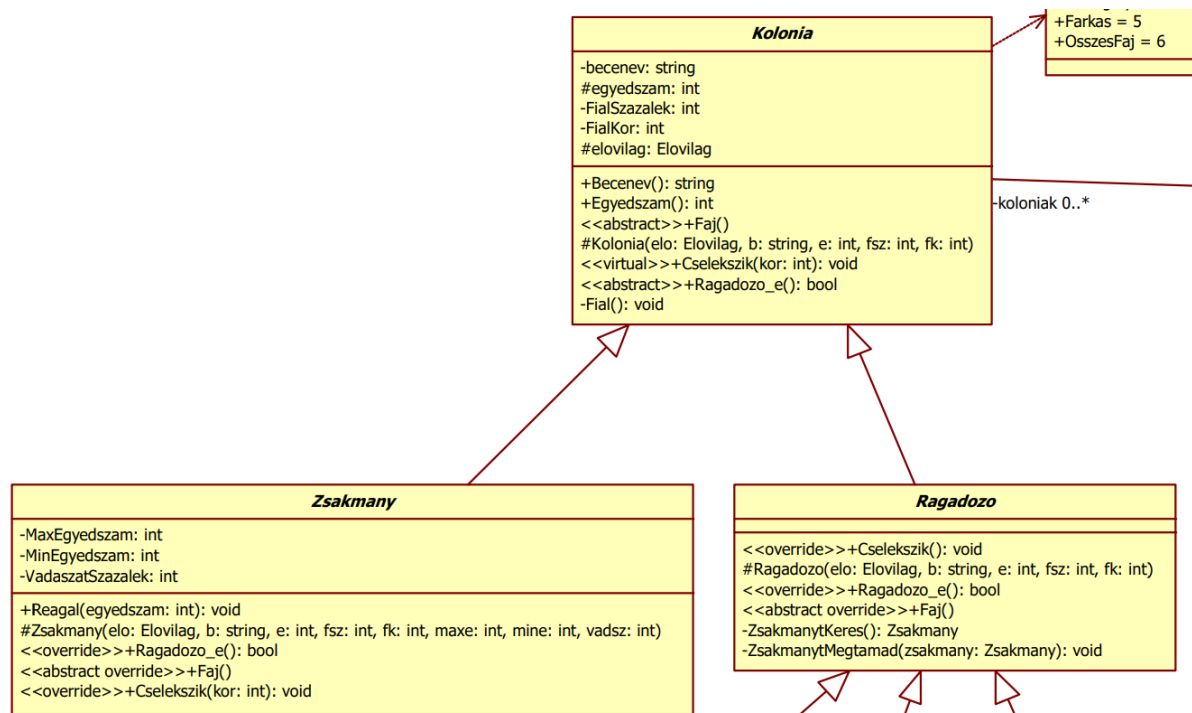 +Farkas = 5
+OsszesFaj = 6
Kolonia
-becenev: string
#egyedszam: int
-FialSzazalek: int
-FialKor: int
#elovilag: Elovilag
+Becenev(): string
+Egyedszam(): int
<<abstract>>+Faj()
#Kolonia(elo: Elovilag, b: string, e: int, fsz: int, fk: int)
<<virtual>>+Cselekszik(kor: int): void
<<abstract>>+Ragadozo_e(): bool
-Fial(): void
-koloniak 0..*
Zsakmany
-MaxEgyedszam: int
-MinEgyedszam: int
-VadaszatSzazalek: int
+Reagal(egyedszam: int): void
#Zsakmany(elo: Elovilag, b: string, e: int, fsz: int, fk: int, maxe: int, mine: int, vadsz: int)
<<override>>+Ragadozo_e(): bool
<<abstract override>>+Faj()
<<override>>+Cselekszik(kor: int): void
Ragadozo
<<override>>+Cselekszik(): void
#Ragadozo(elo: Elovilag, b: string, e: int, fsz: int, fk: int)
<<override>>+Ragadozo_e(): bool
<<abstract override>>+Faj()
-ZsakmanytKeres(): Zsakmany
-ZsakmanytMegtamad(zsakmany: Zsakmany): void